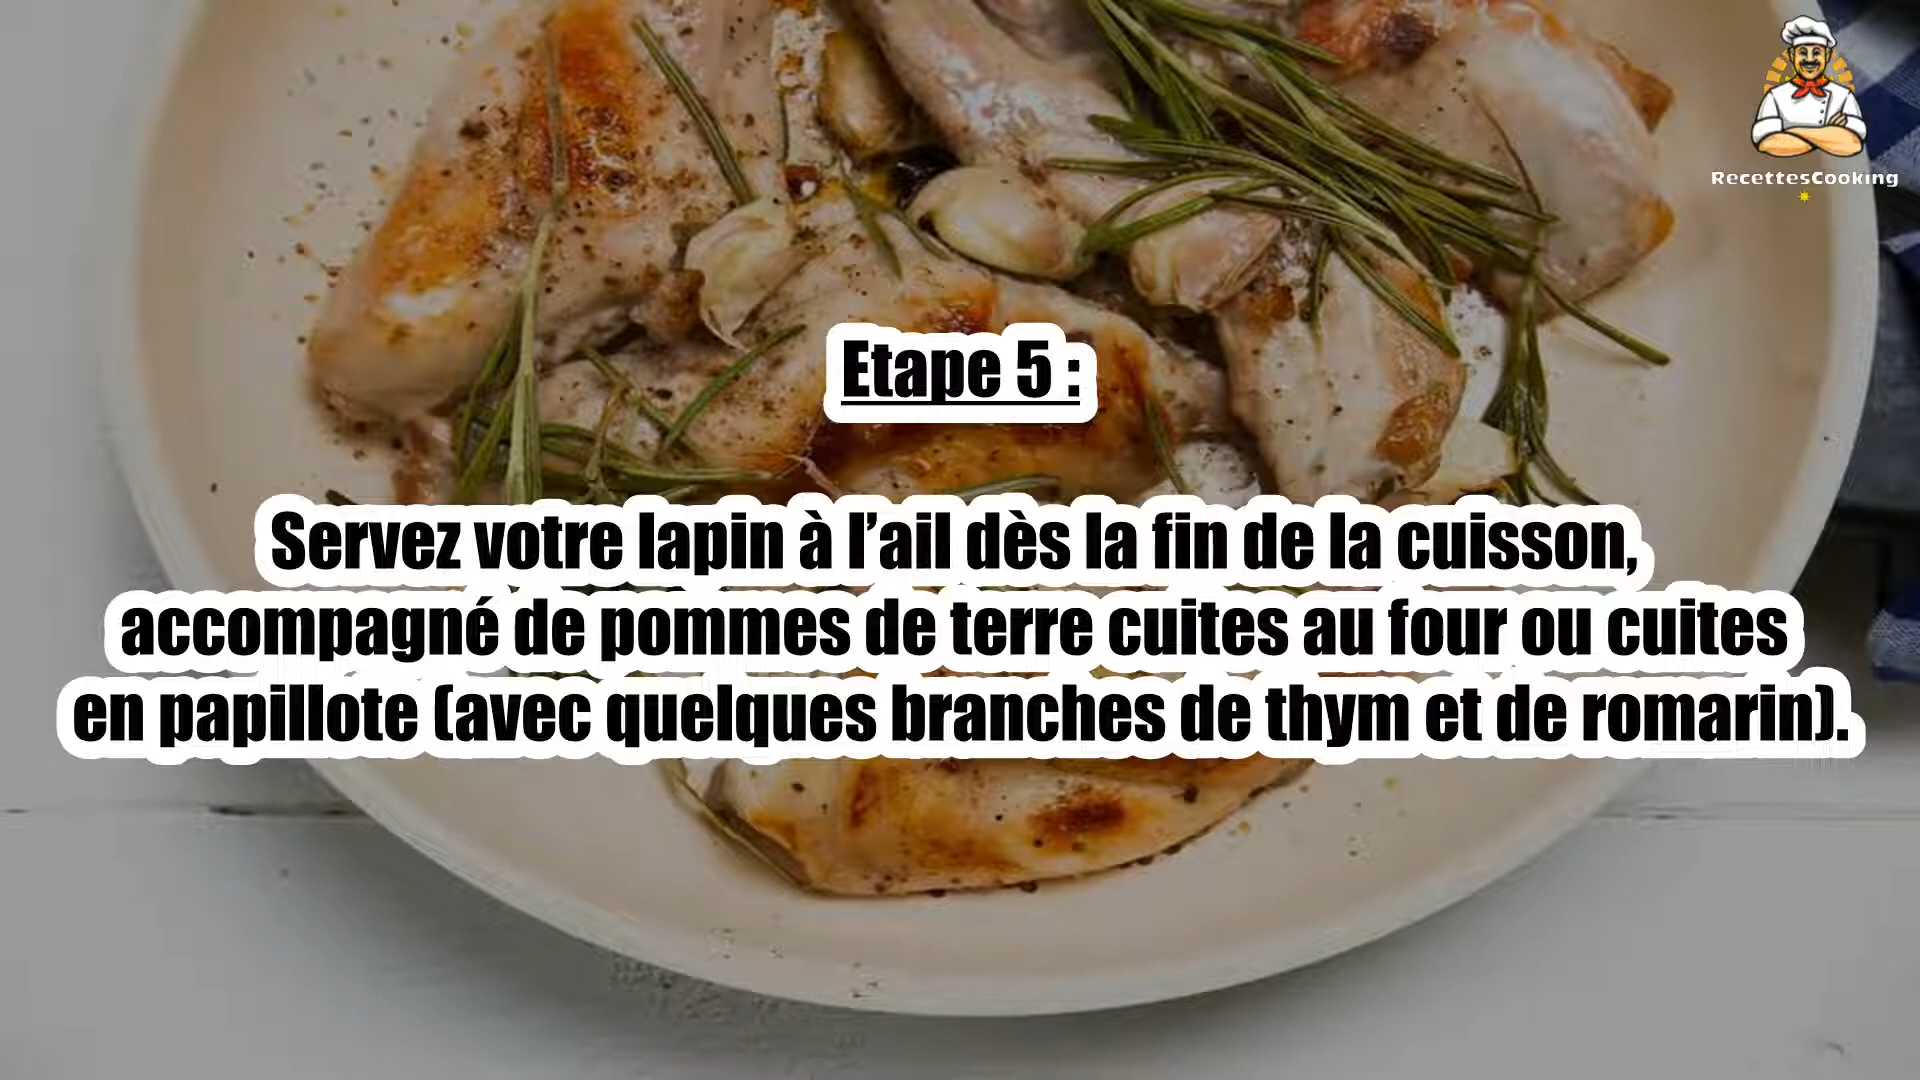 RecettesCooking
Etape 5 :
Servez votre lapin à l’ail dès la fin de la cuisson,
accompagné de pommes de terre cuites au four ou cuites
en papillote (avec quelques branches de thym et de romarin).